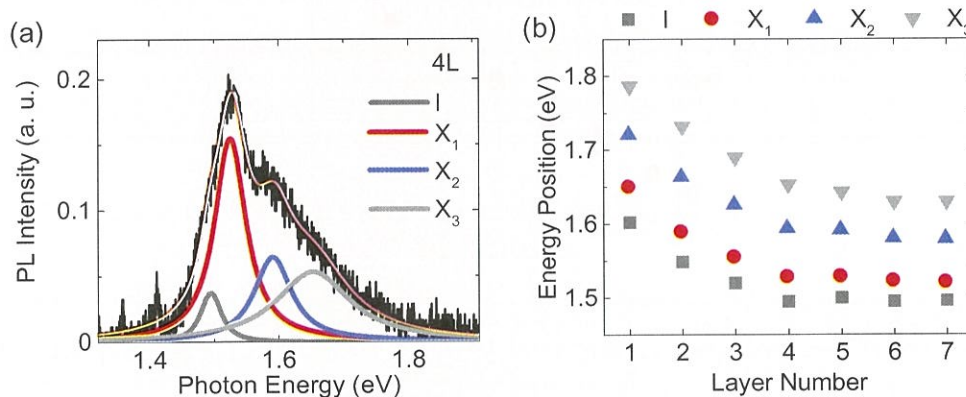 (a)
4L
I
X₁
X₂
X₃
0.2
0.1
0
PL Intensity (a. u.)
1.4 1.6 1.8
Photon Energy (eV)
(b)
I X₁ X₂ X₃
1.8
1.7
1.6
1.5
Energy Position (eV)
1 2 3 4 5 6 7
Layer Number